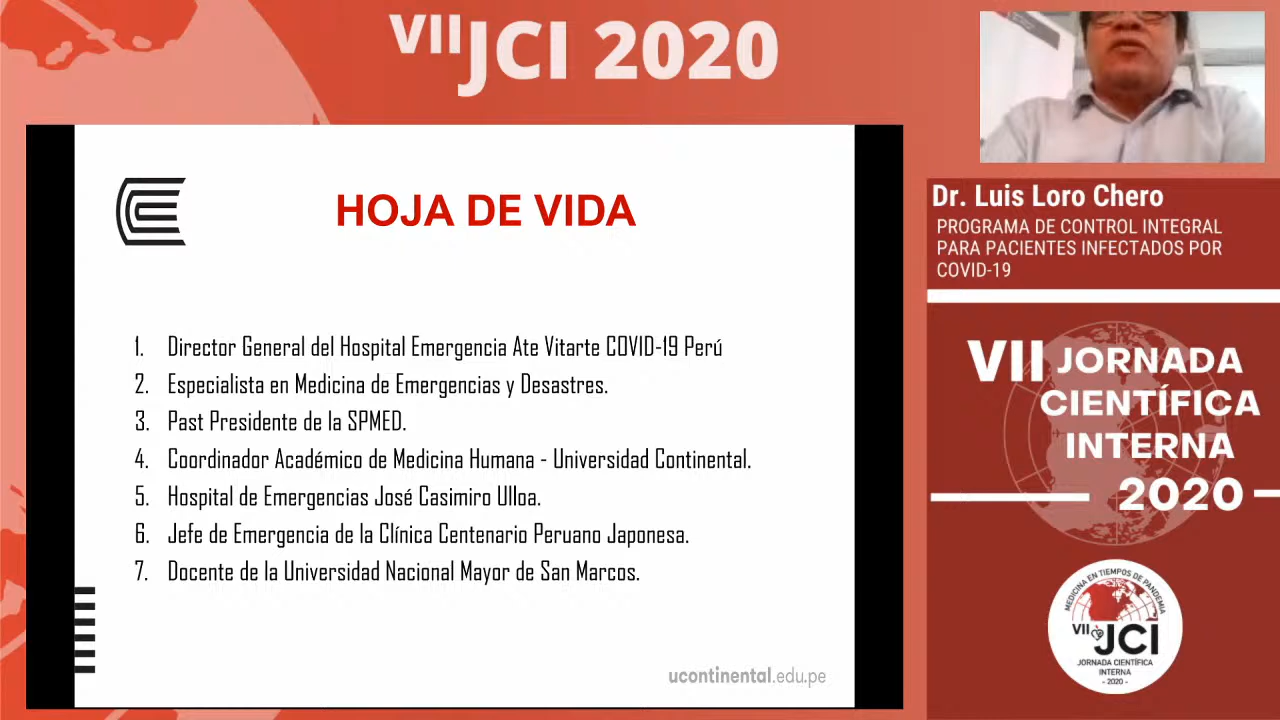 VII JCI 2020
HOJA DE VIDA
1. Director General del Hospital Emergencia Ate Vitarte COVID-19 Perú
2. Especialista en Medicina de Emergencias y Desastres.
3. Past Presidente de la SPMED.
4. Coordinador Académico de Medicina Humana - Universidad Continental.
5. Hospital de Emergencias José Casimiro Ulloa.
6. Jefe de Emergencia de la Clínica Centenario Peruano Japonesa.
7. Docente de la Universidad Nacional Mayor de San Marcos.
ucontinental.edu.pe
Dr. Luis Loro Chero
PROGRAMA DE CONTROL INTEGRAL
PARA PACIENTES INFECTADOS POR
COVID-19
VII JORNADA
CIENTÍFICA
INTERNA
2020
MEDICINA EN TIEMPOS DE PANDEMIA
VII JCI
JORNADA CIENTÍFICA
INTERNA
- 2020 -